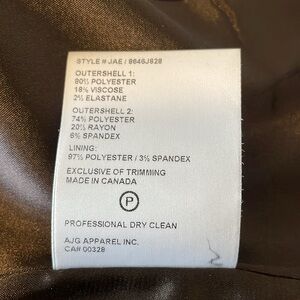 STYLE # JAE / 8646J828
OUTERSHELL 1:
80% POLYESTER
18% VISCOSE
2% ELASTANE
OUTERSHELL 2:
74% POLYESTER
20% RAYON
6% SPANDEX
LINING:
97% POLYESTER / 3% SPANDEX
EXCLUSIVE OF TRIMMING
MADE IN CANADA
P
PROFESSIONAL DRY CLEAN
AJG APPAREL INC.
CA# 00328